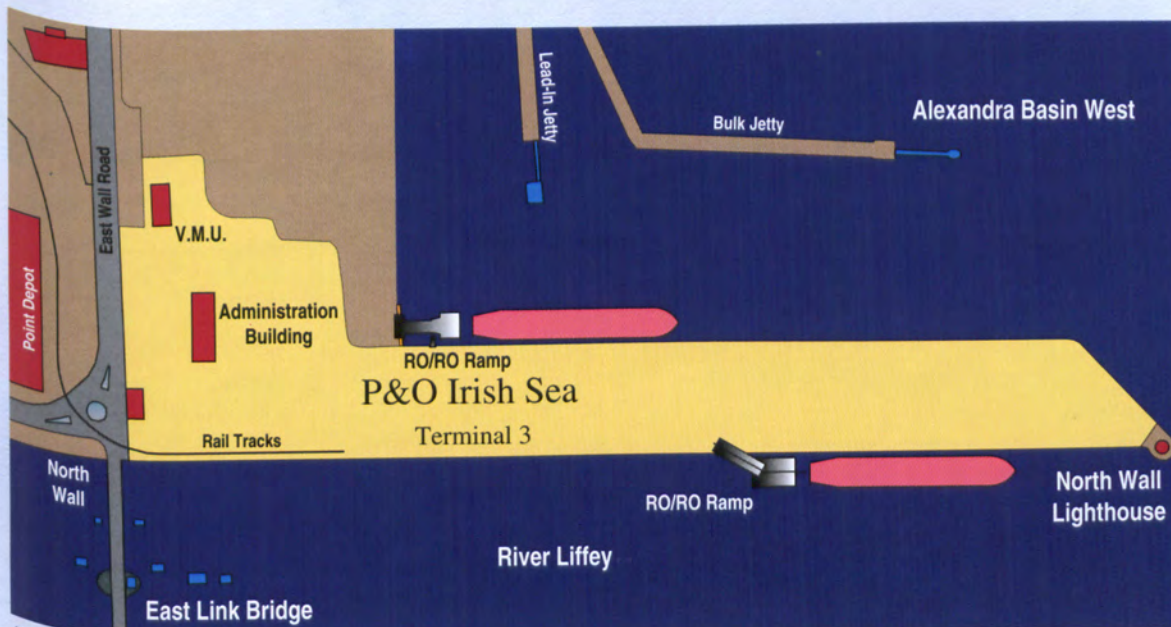 Lead-In Jetty
Bulk Jetty
Alexandra Basin West
East Wall Road
V.M.U.
Point Depot
Administration
Building
RO/RO Ramp
P&O Irish Sea
Terminal 3
Rail Tracks
North
Wall
RO/RO Ramp
North Wall
Lighthouse
River Liffey
East Link Bridge